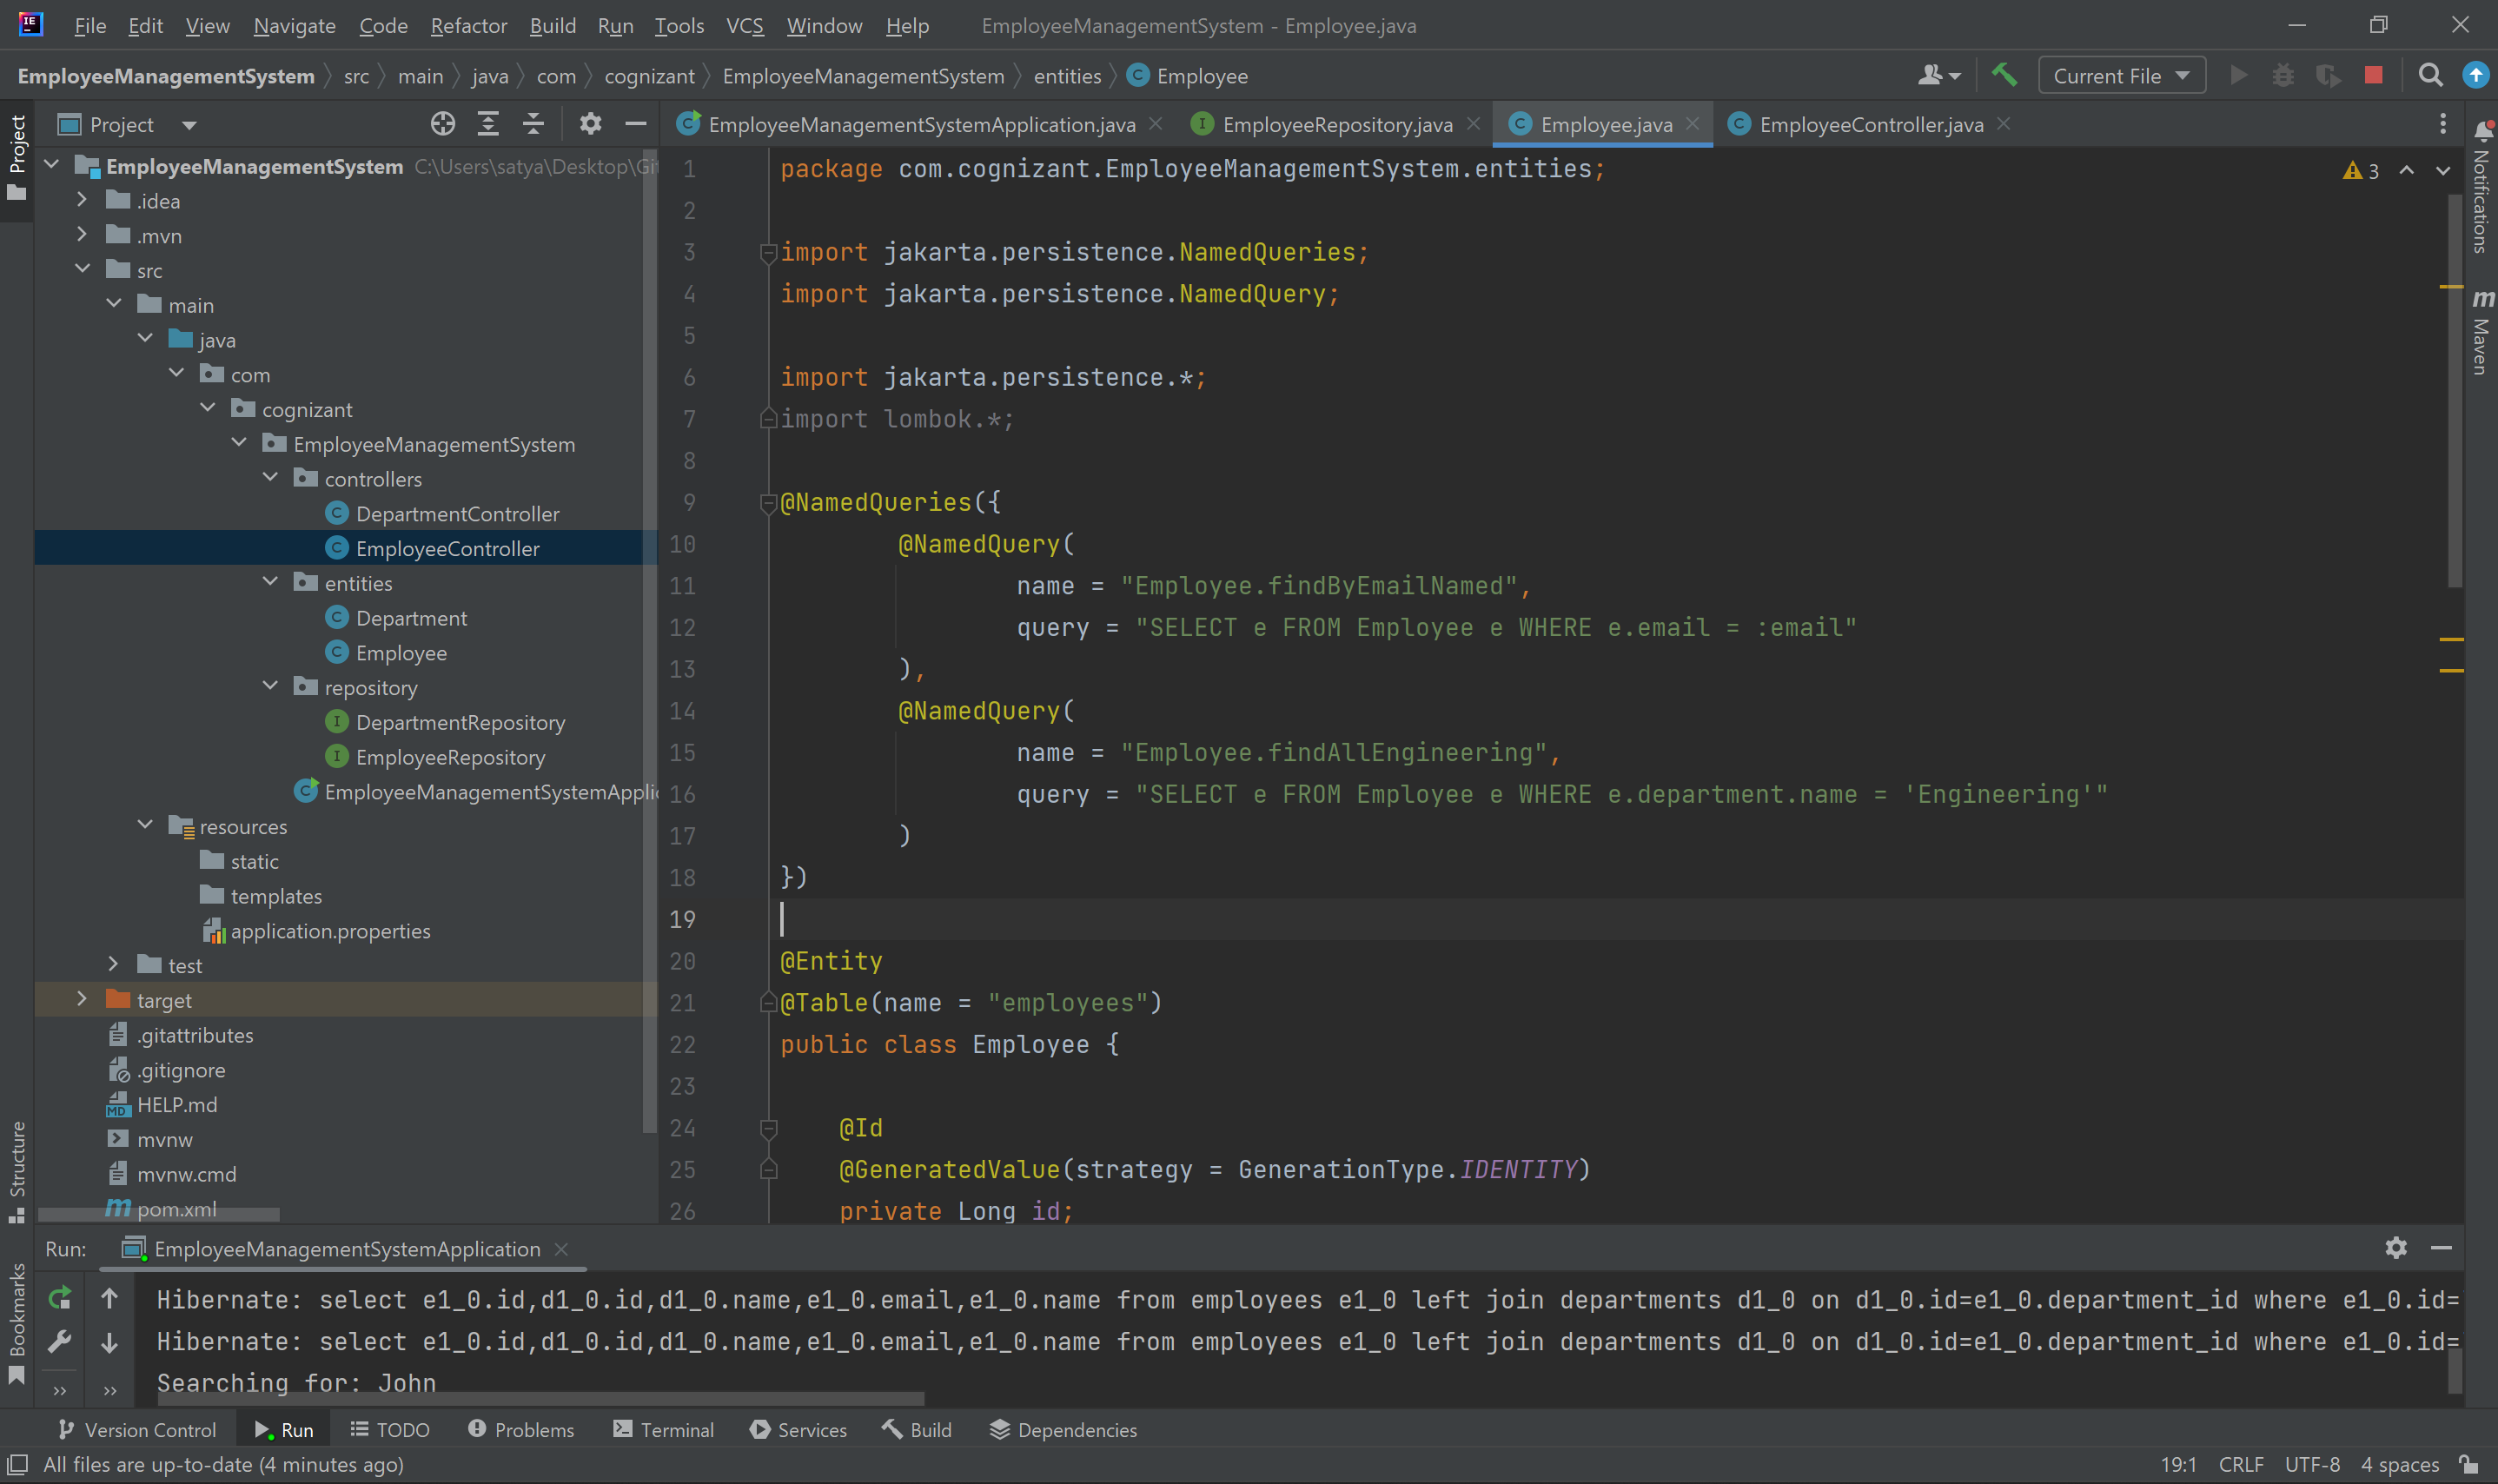 File Edit View Navigate Code Refactor Build Run Tools VCS Window Help EmployeeManagementSystem - Employee.java
EmployeeManagementSystem src main java com cognizant EmployeeManagementSystem entities Employee Current File
Project
EmployeeManagementSystemApplication.java EmployeeRepository.java Employee.java EmployeeController.java
Project
EmployeeManagementSystem C:\Users\satya\Desktop\Gi
.idea
.mvn
src
main
java
com
cognizant
EmployeeManagementSystem
controllers
DepartmentController
EmployeeController
entities
Department
Employee
repository
DepartmentRepository
EmployeeRepository
EmployeeManagementSystemApplic
resources
static
templates
application.properties
test
target
.gitattributes
.gitignore
HELP.md
mvnw
mvnw.cmd
pom.xml
3
1 package com.cognizant.EmployeeManagementSystem.entities;
2
3 import jakarta.persistence.NamedQueries;
4 import jakarta.persistence.NamedQuery;
5
6 import jakarta.persistence.*;
7 import lombok.*;
8
9 @NamedQueries({
10 @NamedQuery(
11 name = "Employee.findByEmailNamed",
12 query = "SELECT e FROM Employee e WHERE e.email = :email"
13 ),
14 @NamedQuery(
15 name = "Employee.findAllEngineering",
16 query = "SELECT e FROM Employee e WHERE e.department.name = 'Engineering'"
17 )
18 })
19
20 @Entity
21 @Table(name = "employees")
22 public class Employee {
23
24 @Id
25 @GeneratedValue(strategy = GenerationType.IDENTITY)
26 private Long id;
Notifications
Maven
Structure
Bookmarks
Run: EmployeeManagementSystemApplication
Hibernate: select e1_0.id,d1_0.id,d1_0.name,e1_0.email,e1_0.name from employees e1_0 left join departments d1_0 on d1_0.id=e1_0.department_id where e1_0.id=
Hibernate: select e1_0.id,d1_0.id,d1_0.name,e1_0.email,e1_0.name from employees e1_0 left join departments d1_0 on d1_0.id=e1_0.department_id where e1_0.id=
Searching for: John
Version Control Run TODO Problems Terminal Services Build Dependencies
All files are up-to-date (4 minutes ago) 19:1 CRLF UTF-8 4 spaces